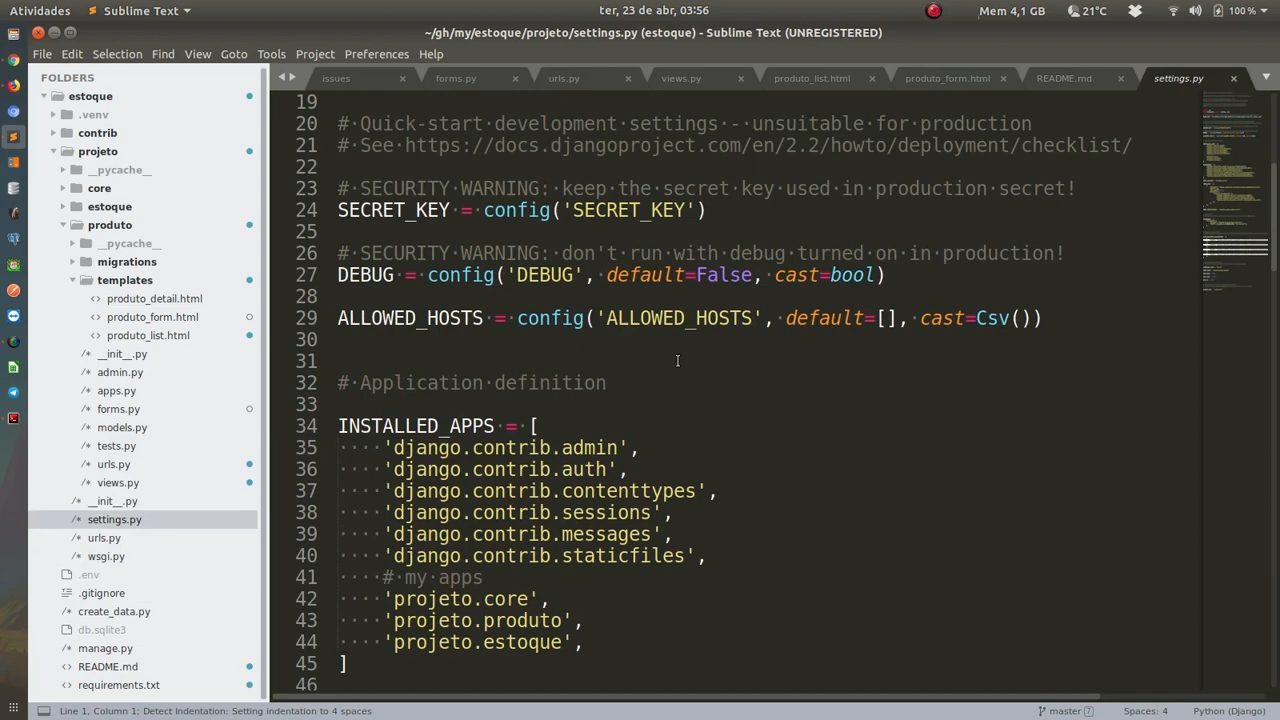 Atividades
Sublime Text
ter, 23 de abr, 03:56
Mem 4,1 GB
21°C
100 %
~/gh/my/estoque/projeto/settings.py (estoque) - Sublime Text (UNREGISTERED)
File Edit Selection Find View Goto Tools Project Preferences Help
FOLDERS
estoque
.venv
contrib
projeto
__pycache__
core
estoque
produto
__pycache__
migrations
templates
produto_detail.html
produto_form.html
produto_list.html
__init__.py
admin.py
apps.py
forms.py
models.py
tests.py
urls.py
views.py
__init__.py
settings.py
urls.py
wsgi.py
.env
.gitignore
create_data.py
db.sqlite3
manage.py
README.md
requirements.txt
issues forms.py urls.py views.py produto_list.html produto_form.html README.md settings.py
19
20 # Quick-start development settings - unsuitable for production
21 # See https://docs.djangoproject.com/en/2.2/howto/deployment/checklist/
22
23 # SECURITY WARNING: keep the secret key used in production secret!
24 SECRET_KEY = config('SECRET_KEY')
25
26 # SECURITY WARNING: don't run with debug turned on in production!
27 DEBUG = config('DEBUG', default=False, cast=bool)
28
29 ALLOWED_HOSTS = config('ALLOWED_HOSTS', default=[], cast=Csv())
30
31
32 # Application definition
33
34 INSTALLED_APPS = [
35 'django.contrib.admin',
36 'django.contrib.auth',
37 'django.contrib.contenttypes',
38 'django.contrib.sessions',
39 'django.contrib.messages',
40 'django.contrib.staticfiles',
41 # my apps
42 'projeto.core',
43 'projeto.produto',
44 'projeto.estoque',
45 ]
46
Line 1, Column 1; Detect Indentation: Setting indentation to 4 spaces
master 7
Spaces: 4
Python (Django)